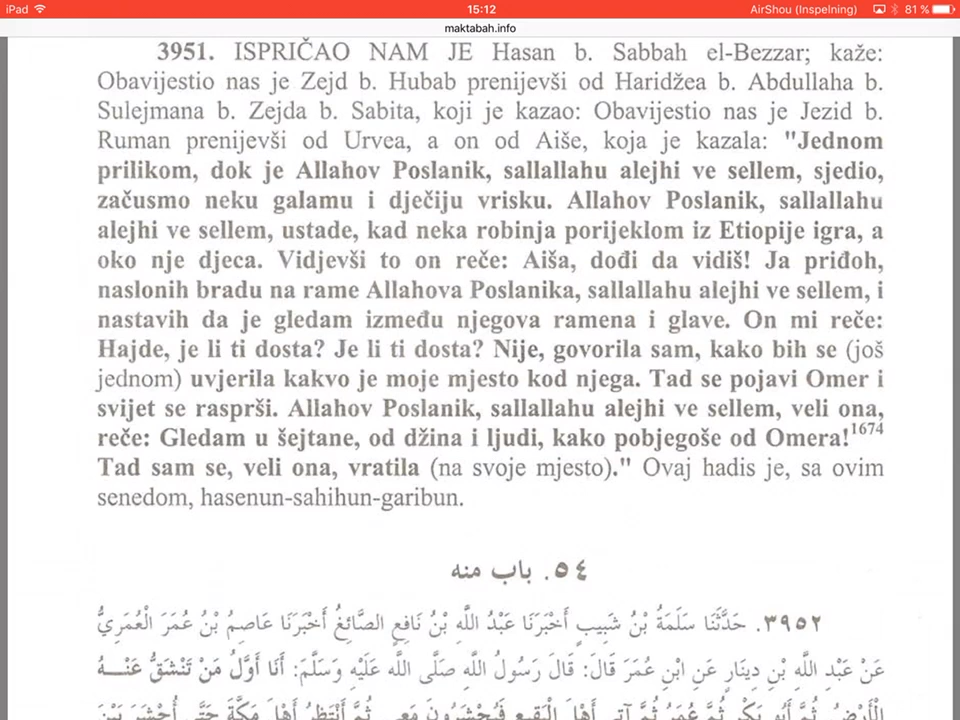 iPad 15:12 AirShou (Inspelning) 81 %
maktabah.info
3951. ISPRIČAO NAM JE Hasan b. Sabbah el-Bezzar; kaže:
Obavijestio nas je Zejd b. Hubab prenijevši od Haridžea b. Abdullaha b.
Sulejmana b. Zejda b. Sabita, koji je kazao: Obavijestio nas je Jezid b.
Ruman prenijevši od Urvea, a on od Aiše, koja je kazala: "Jednom
prilikom, dok je Allahov Poslanik, sallallahu alejhi ve sellem, sjedio,
začusmo neku galamu i dječiju vrisku. Allahov Poslanik, sallallahu
alejhi ve sellem, ustade, kad neka robinja porijeklom iz Etiopije igra, a
oko nje djeca. Vidjevši to on reče: Aiša, dođi da vidiš! Ja priđoh,
naslonih bradu na rame Allahova Poslanika, sallallahu alejhi ve sellem, i
nastavih da je gledam između njegova ramena i glave. On mi reče:
Hajde, je li ti dosta? Je li ti dosta? Nije, govorila sam, kako bih se (još
jednom) uvjerila kakvo je moje mjesto kod njega. Tad se pojavi Omer i
svijet se rasprši. Allahov Poslanik, sallallahu alejhi ve sellem, veli ona,
reče: Gledam u šejtane, od džina i ljudi, kako pobjegoše od Omera!1674
Tad sam se, veli ona, vratila (na svoje mjesto)." Ovaj hadis je, sa ovim
senedom, hasenun-sahihun-garibun.
٥٤. باب منه
٣٩٥٢. حَدَّثَنَا سَلَمَةُ بْنُ شَبِيبٍ أَخْبَرَنَا عَبْدُ اللَّهِ بْنُ نَافِعٍ الصَّائِغُ أَخْبَرَنَا عَاصِمُ بْنُ عُمَرَ الْعُمَرِيُّ
عَنْ عَبْدِ اللَّهِ بْنِ دِينَارٍ عَنِ ابْنِ عُمَرَ قَالَ: قَالَ رَسُولُ اللَّهِ صَلَّى اللَّه عَلَيْهِ وَسَلَّمَ: أَنَا أَوَّلُ مَنْ تَنْشَقُّ عَنْهُ
الْأَرْضُ ثُمَّ أَبُو بَكْرٍ ثُمَّ عُمَرُ ثُمَّ آتِي أَهْلَ الْبَقِيعِ فَيُحْشَرُونَ مَعِي ثُمَّ أَنْتَظِرُ أَهْلَ مَكَّةَ حَتَّى أُحْشَرَ بَيْنَ